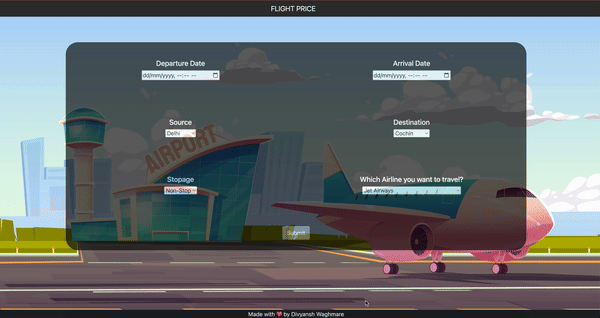 FLIGHT PRICE
Departure Date
Arrival Date
dd/mm/yyyy, --:-- --
dd/mm/yyyy, --:-- --
Source
Destination
Delhi
Cochin
AIRPORT
Stopage
Which Airline you want to travel?
Non-Stop
Jet Airways
Submit
Made with ❤ by Divyansh Waghmare